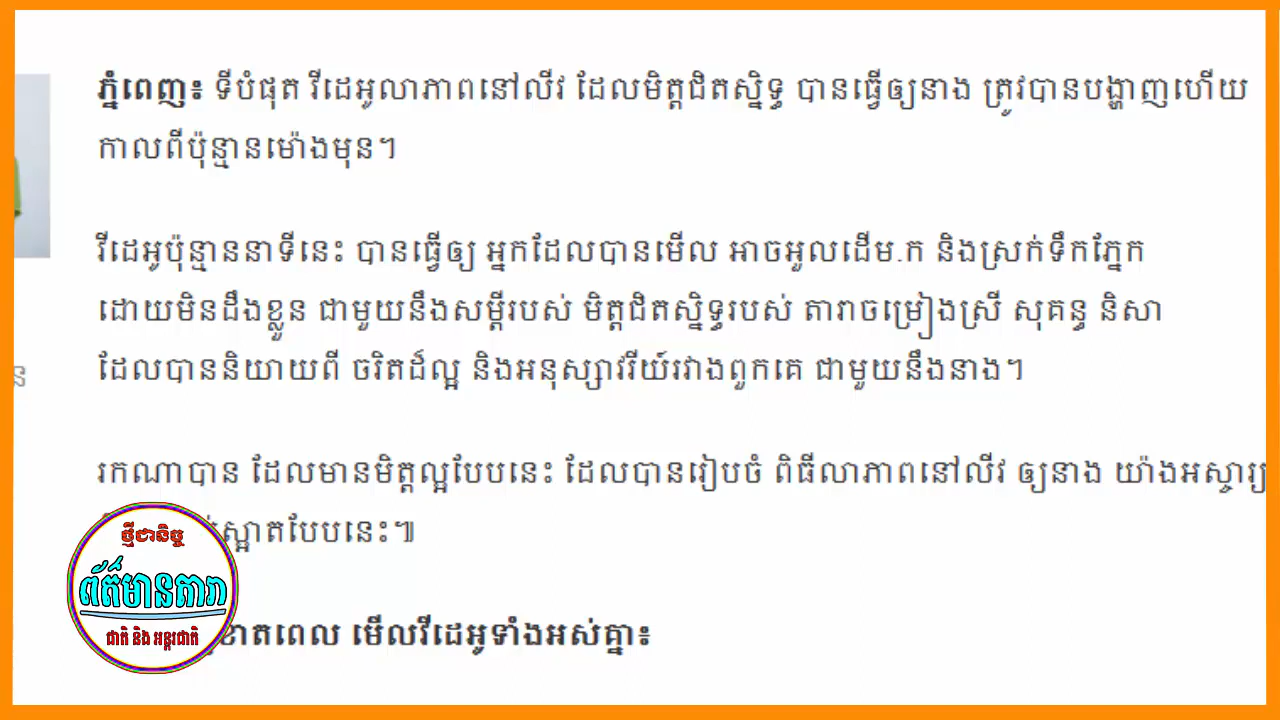 ភ្នំពេញ៖ ទីបំផុត វីដេអូលាភាពនៅលីវ ដែលមិត្តជិតស្និទ្ធ បានធ្វើឲ្យនាង ត្រូវបានបង្ហាញហើយ
កាលពីប៉ុន្មានម៉ោងមុន។
វីដេអូប៉ុន្មាននាទីនេះ បានធ្វើឲ្យ អ្នកដែលបានមើល អាចអួលដើម.ក និងស្រក់ទឹកភ្នែក
ដោយមិនដឹងខ្លួន ជាមួយនឹងសម្ដីរបស់ មិត្តជិតស្និទ្ធរបស់ តារាចម្រៀងស្រី សុគន្ធ និសា
ដែលបាននិយាយពី ចរិតដ៏ល្អ និងអនុស្សាវរីយ៍រវាងពួកគេ ជាមួយនឹងនាង។
ន
រកណាបាន ដែលមានមិត្តល្អបែបនេះ ដែលបានរៀបចំ ពិធីលាភាពនៅលីវ ឲ្យនាង យ៉ាងអស្ចារ្យ
ស្អាតបែបនេះ៕
ថ្មីជានិច្ច
ព័ត៌មានតារា
ជាតិ និង អន្តរជាតិ
ខាតពេល មើលវីដេអូទាំងអស់គ្នា៖